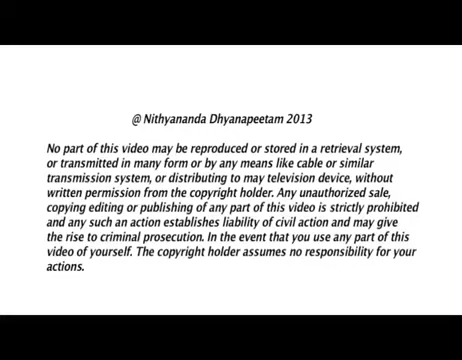 @ Nithyananda Dhyanapeetam 2013
No part of this video may be reproduced or stored in a retrieval system,
or transmitted in many form or by any means like cable or similar
transmission system, or distributing to may television device, without
written permission from the copyright holder. Any unauthorized sale,
copying editing or publishing of any part of this video is strictly prohibited
and any such an action establishes liability of civil action and may give
the rise to criminal prosecution. In the event that you use any part of this
video of yourself. The copyright holder assumes no responsibility for your
actions.